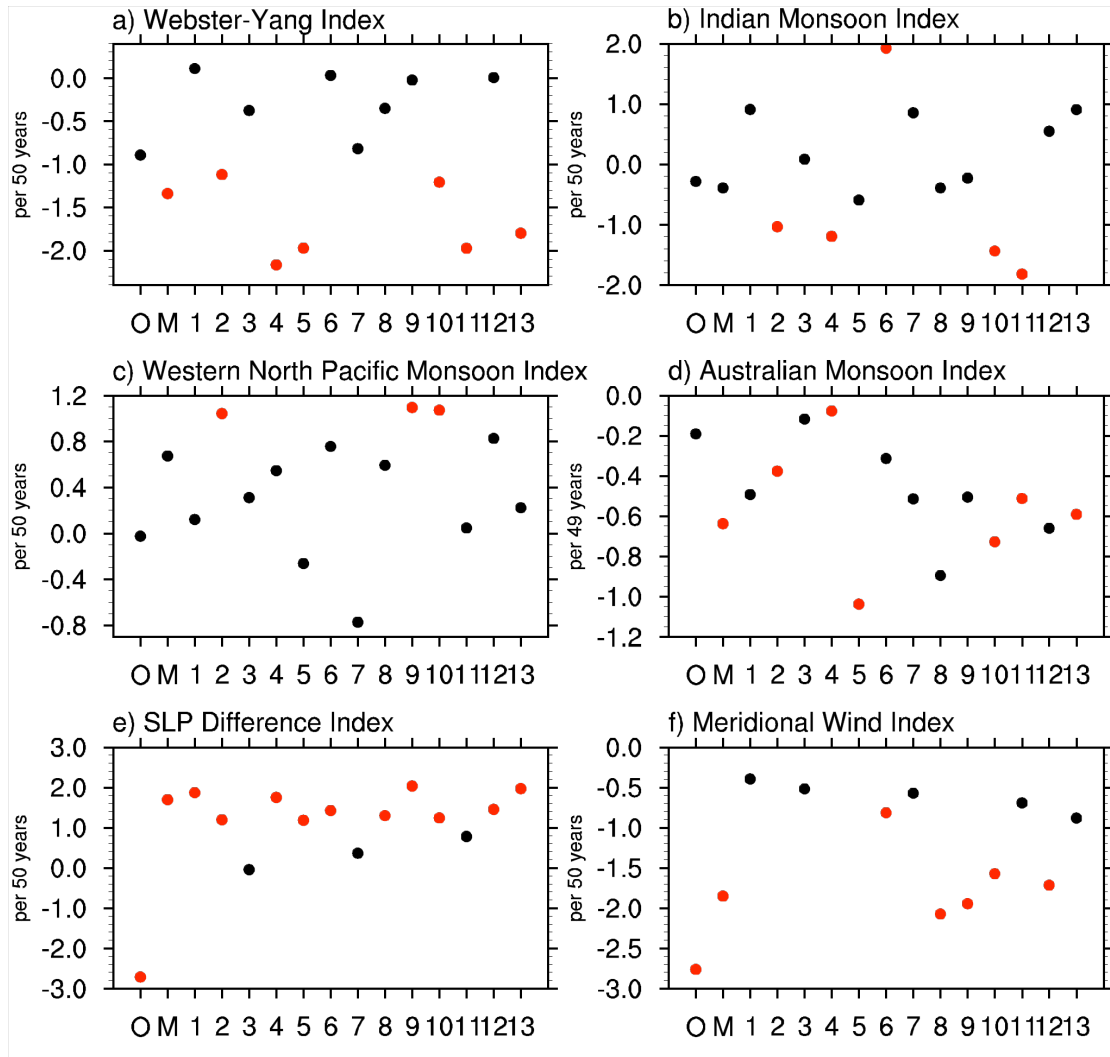 a) Webster-Yang Index
0.0
-0.5
-1.0
-1.5
-2.0
per 50 years
O M 1 2 3 4 5 6 7 8 9 10 11 12 13
b) Indian Monsoon Index
2.0
1.0
0.0
-1.0
-2.0
per 50 years
O M 1 2 3 4 5 6 7 8 9 10 11 12 13
c) Western North Pacific Monsoon Index
1.2
0.8
0.4
0.0
-0.4
-0.8
per 50 years
O M 1 2 3 4 5 6 7 8 9 10 11 12 13
d) Australian Monsoon Index
0.0
-0.2
-0.4
-0.6
-0.8
-1.0
-1.2
per 49 years
O M 1 2 3 4 5 6 7 8 9 10 11 12 13
e) SLP Difference Index
3.0
2.0
1.0
0.0
-1.0
-2.0
-3.0
per 50 years
O M 1 2 3 4 5 6 7 8 9 10 11 12 13
f) Meridional Wind Index
0.0
-0.5
-1.0
-1.5
-2.0
-2.5
-3.0
per 50 years
O M 1 2 3 4 5 6 7 8 9 10 11 12 13